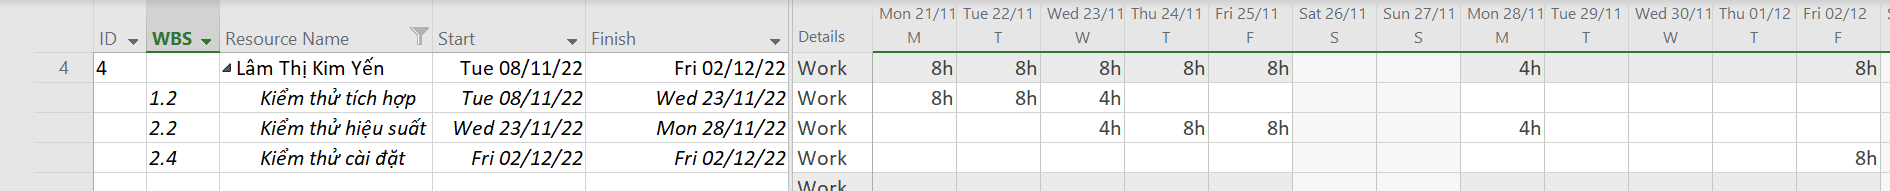 Mon 21/11 Tue 22/11 Wed 23/11 Thu 24/11 Fri 25/11 Sat 26/11 Sun 27/11 Mon 28/11 Tue 29/11 Wed 30/11 Thu 01/12 Fri 02/12
ID WBS Resource Name Start Finish Details M T W T F S S M T W T F
4 4 Lâm Thị Kim Yến Tue 08/11/22 Fri 02/12/22 Work 8h 8h 8h 8h 8h 4h 8h
1.2 Kiểm thử tích hợp Tue 08/11/22 Wed 23/11/22 Work 8h 8h 4h
2.2 Kiểm thử hiệu suất Wed 23/11/22 Mon 28/11/22 Work 4h 8h 8h 4h
2.4 Kiểm thử cài đặt Fri 02/12/22 Fri 02/12/22 Work 8h
Work